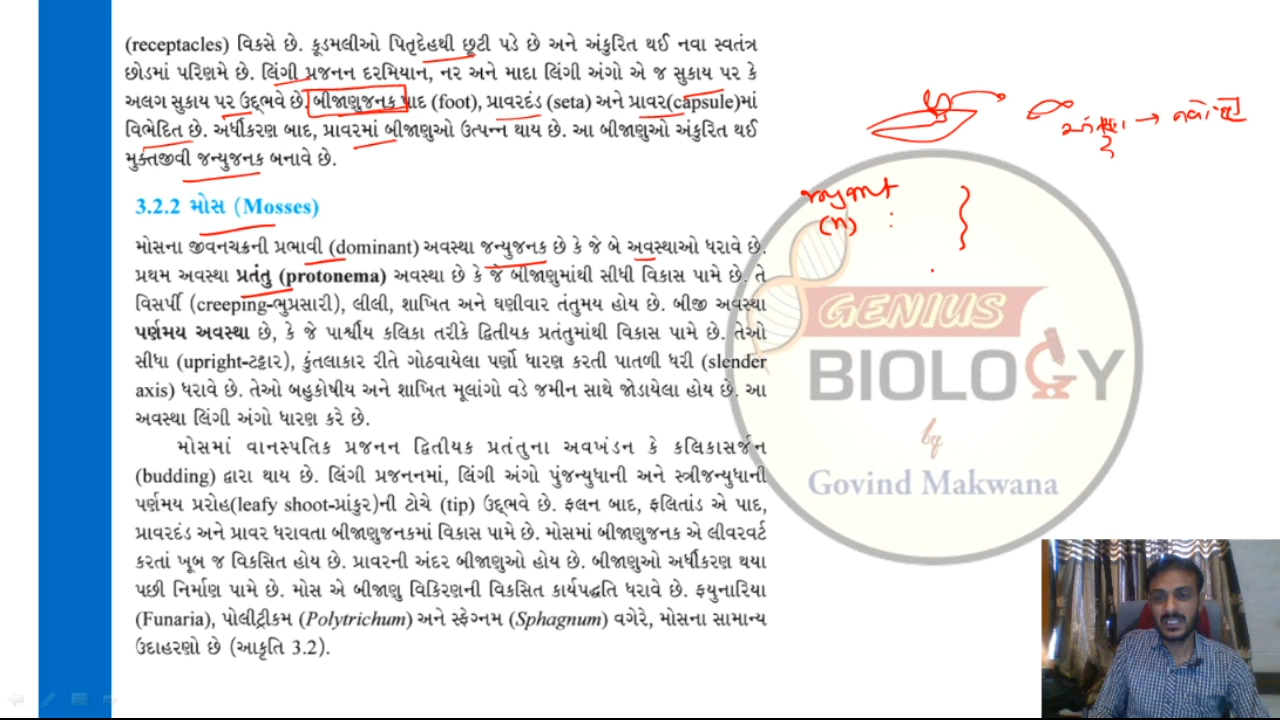 (receptacles) વિકસે છે. કૂડમલીઓ પિતૃદેહથી છૂટી પડે છે અને અંકુરિત થઈ નવા સ્વતંત્ર
છોડમાં પરિણમે છે. લિંગી પ્રજનન દરમિયાન, નર અને માદા લિંગી અંગો એ જ સુકાય પર કે
અલગ સુકાય પર ઉદ્ભવે છે. બીજાણુજનક પાદ (foot), પ્રાવરદંડ (seta) અને પ્રાવર(capsule)માં
વિભેદિત છે. અર્ધીકરણ બાદ, પ્રાવરમાં બીજાણુઓ ઉત્પન્ન થાય છે. આ બીજાણુઓ અંકુરિત થઈ
મુક્તજીવી જન્યુજનક બનાવે છે.
3.2.2 મોસ (Mosses)
મોસના જીવનચક્રની પ્રભાવી (dominant) અવસ્થા જન્યુજનક છે કે જે બે અવસ્થાઓ ધરાવે છે.
પ્રથમ અવસ્થા પ્રતંતુ (protonema) અવસ્થા છે કે જે બીજાણુમાંથી સીધી વિકાસ પામે છે. તે
વિસર્પી (creeping-ભુપ્રસારી), લીલી, શાખિત અને ઘણીવાર તંતુમય હોય છે. બીજી અવસ્થા
પર્ણમય અવસ્થા છે, કે જે પાર્શ્વીય કલિકા તરીકે દ્વિતીયક પ્રતંતુમાંથી વિકાસ પામે છે. તેઓ
સીધા (upright-ટટ્ટાર), કુંતલાકાર રીતે ગોઠવાયેલા પર્ણો ધારણ કરતી પાતળી ધરી (slender
axis) ધરાવે છે. તેઓ બહુકોષીય અને શાખિત મૂલાંગો વડે જમીન સાથે જોડાયેલા હોય છે. આ
અવસ્થા લિંગી અંગો ધારણ કરે છે.
મોસમાં વાનસ્પતિક પ્રજનન દ્વિતીયક પ્રતંતુના અવખંડન કે કલિકાસર્જન
(budding) દ્વારા થાય છે. લિંગી પ્રજનનમાં, લિંગી અંગો પુંજન્યુધાની અને સ્ત્રીજન્યુધાની
પર્ણમય પ્રરોહ(leafy shoot-પ્રાંકુર)ની ટોચે (tip) ઉદ્ભવે છે. ફલન બાદ, ફલિતાંડ એ પાદ,
પ્રાવરદંડ અને પ્રાવર ધરાવતા બીજાણુજનકમાં વિકાસ પામે છે. મોસમાં બીજાણુજનક એ લીવરવર્ટ
કરતાં ખૂબ જ વિકસિત હોય છે. પ્રાવરની અંદર બીજાણુઓ હોય છે. બીજાણુઓ અર્ધીકરણ થયા
પછી નિર્માણ પામે છે. મોસ એ બીજાણુ વિકિરણની વિકસિત કાર્યપદ્ધતિ ધરાવે છે. ફયુનારિયા
(Funaria), પોલીટ્રીકમ (Polytrichum) અને સ્ફેગ્નમ (Sphagnum) વગેરે, મોસના સામાન્ય
ઉદાહરણો છે (આકૃતિ 3.2).
(n) :
GENIUS
BIOLOGY
by
Govind Makwana